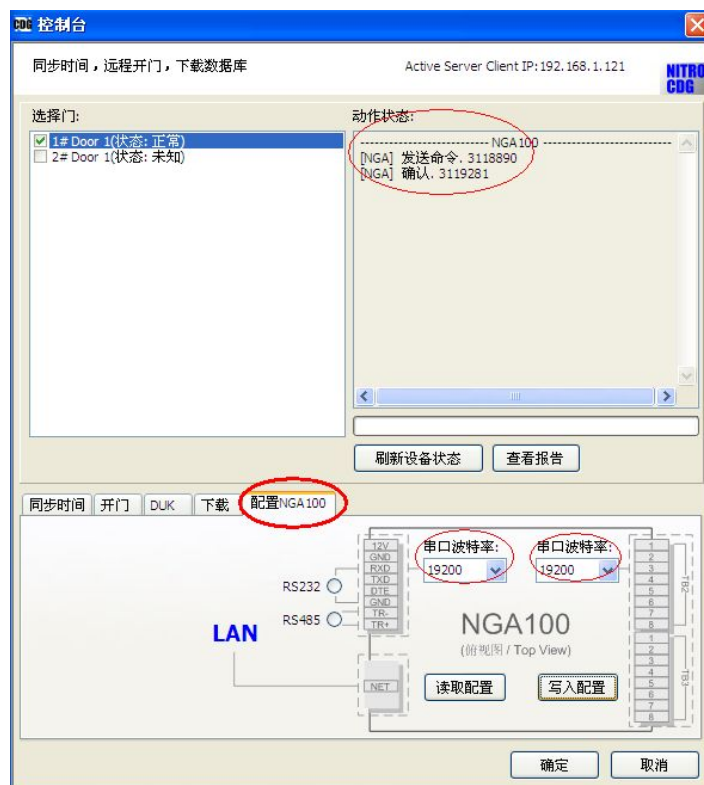 CDG 控制台
同步时间，远程开门，下载数据库
Active Server Client IP:192.168.1.121
NITRO
CDG
选择门:
1# Door 1(状态: 正常)
2# Door 1(状态: 未知)
动作状态:
---------------------- NGA100 ----------------------
[NGA] 发送命令. 3118890
[NGA] 确认. 3119281
刷新设备状态
查看报告
同步时间
开门
DUK
下载
配置NGA100
12V
GND
RXD
TXD
DTE
GND
TR-
TR+
RS232
RS485
LAN
NET
串口波特率:
19200
串口波特率:
19200
NGA100
(俯视图 / Top View)
读取配置
写入配置
1
2
3
4
5
6
7
8
TB2
1
2
3
4
5
6
7
8
TB3
确定
取消